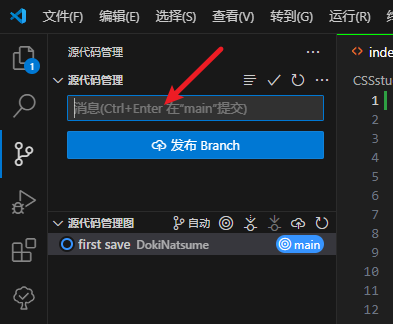 文件(F) 编辑(E) 选择(S) 查看(V) 转到(G) 运行(R)
源代码管理
源代码管理
消息(Ctrl+Enter 在"main"提交)
发布 Branch
源代码管理图 自动
first save DokiNatsume main
1
inde
CSSstu
1
2
3
4
5
6
7
8
9
10
11
12